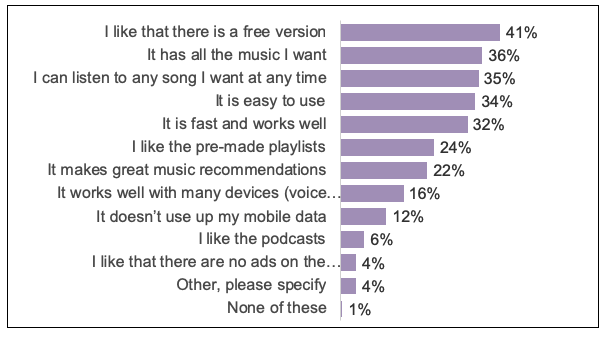 I like that there is a free version 41%
It has all the music I want 36%
I can listen to any song I want at any time 35%
It is easy to use 34%
It is fast and works well 32%
I like the pre-made playlists 24%
It makes great music recommendations 22%
It works well with many devices (voice… 16%
It doesn’t use up my mobile data 12%
I like the podcasts 6%
I like that there are no ads on the… 4%
Other, please specify 4%
None of these 1%